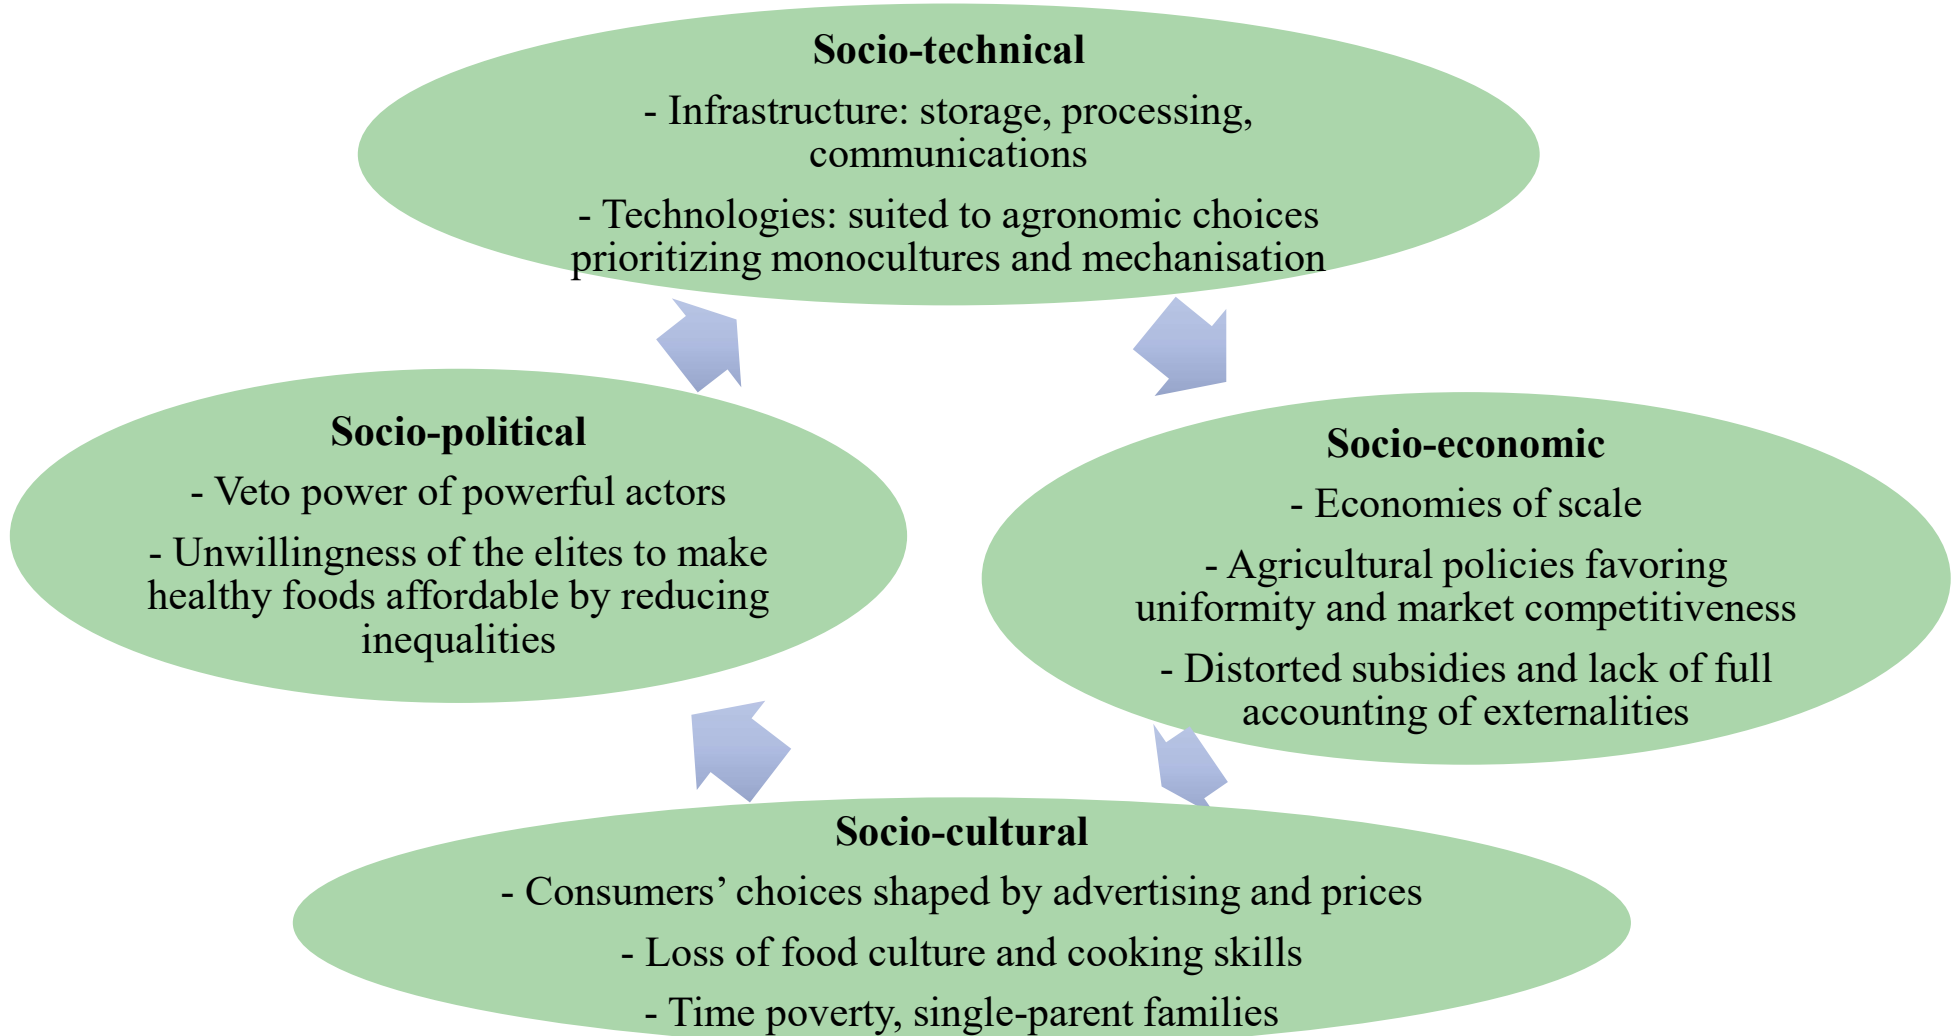 Socio-technical
- Infrastructure: storage, processing,
communications
- Technologies: suited to agronomic choices
prioritizing monocultures and mechanisation
Socio-political
- Veto power of powerful actors
- Unwillingness of the elites to make
healthy foods affordable by reducing
inequalities
Socio-economic
- Economies of scale
- Agricultural policies favoring
uniformity and market competitiveness
- Distorted subsidies and lack of full
accounting of externalities
Socio-cultural
- Consumers’ choices shaped by advertising and prices
- Loss of food culture and cooking skills
- Time poverty, single-parent families